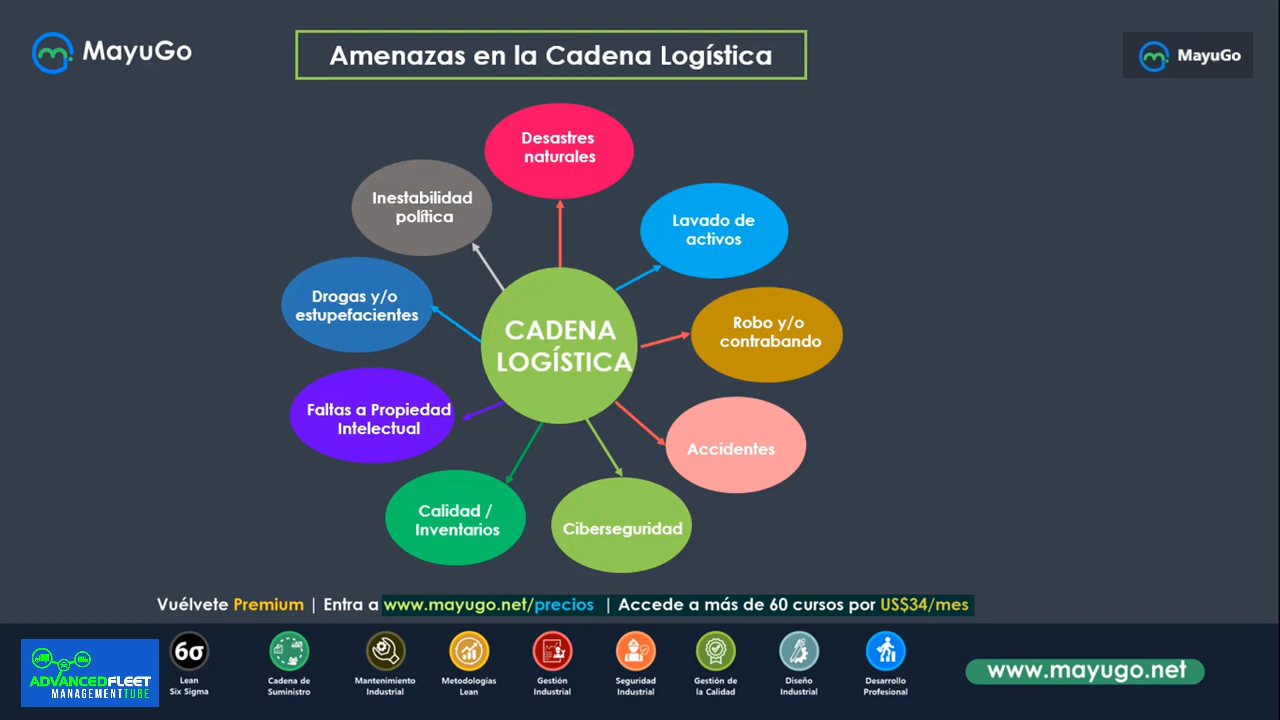 MayuGo
Amenazas en la Cadena Logística
MayuGo
Desastres
naturales
Inestabilidad
política
Lavado de
activos
Drogas y/o
estupefacientes
Robo y/o
contrabando
CADENA
LOGÍSTICA
Faltas a Propiedad
Intelectual
Accidentes
Calidad /
Inventarios
Ciberseguridad
Vuélvete Premium | Entra a www.mayugo.net/precios | Accede a más de 60 cursos por US$34/mes
ADVANCEDFLEET
MANAGEMENTTUBE
6σ
Lean
Six Sigma
Cadena de
Suministro
Mantenimiento
Industrial
Metodologías
Lean
Gestión
Industrial
Seguridad
Industrial
Gestión de
la Calidad
Diseño
Industrial
Desarrollo
Profesional
www.mayugo.net